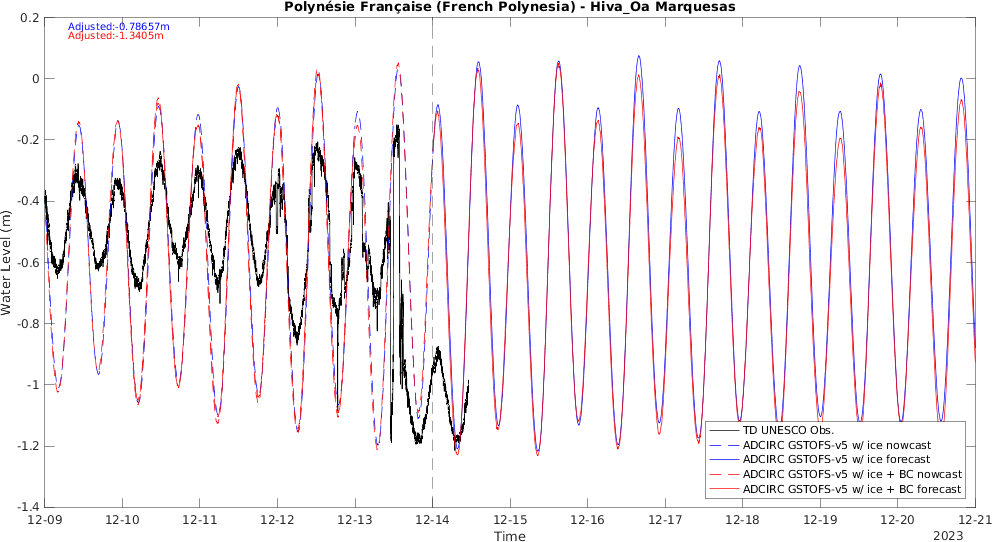 Polynésie Française (French Polynesia) - Hiva_Oa Marquesas
Adjusted:-0.78657m
Adjusted:-1.3405m
0.2
0
-0.2
-0.4
-0.6
-0.8
-1
-1.2
-1.4
Water Level (m)
TD UNESCO Obs.
ADCIRC GSTOFS-v5 w/ ice nowcast
ADCIRC GSTOFS-v5 w/ ice forecast
ADCIRC GSTOFS-v5 w/ ice + BC nowcast
ADCIRC GSTOFS-v5 w/ ice + BC forecast
12-09 12-10 12-11 12-12 12-13 12-14 12-15 12-16 12-17 12-18 12-19 12-20 12-21
Time
2023